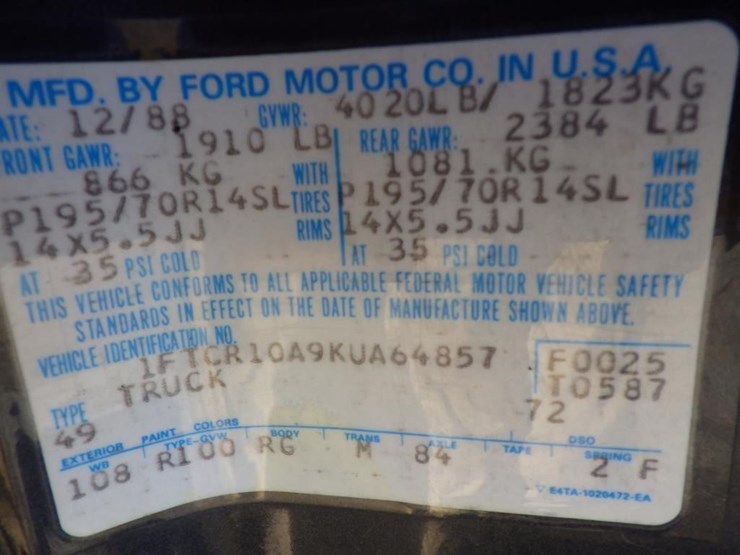 MFD. BY FORD MOTOR CO. IN U.S.A.
DATE: 12/88 GVWR: 4020LB/ 1823KG
FRONT GAWR: 1910 LB REAR GAWR: 2384 LB
866 KG WITH 1081 KG WITH
P195/70R14SL TIRES P195/70R14SL TIRES
14X5.5JJ RIMS 14X5.5JJ RIMS
AT 35 PSI COLD AT 35 PSI COLD
THIS VEHICLE CONFORMS TO ALL APPLICABLE FEDERAL MOTOR VEHICLE SAFETY
STANDARDS IN EFFECT ON THE DATE OF MANUFACTURE SHOWN ABOVE.
VEHICLE IDENTIFICATION NO.
1FTCR10A9KUA64857 F0025
TYPE TRUCK T0587
49 72
EXTERIOR PAINT COLORS DSO
WB TYPE-GVW BODY TRANS AXLE TAPE SPRING
108 R100 RG M 84 2 F
E4TA-1020472-EA